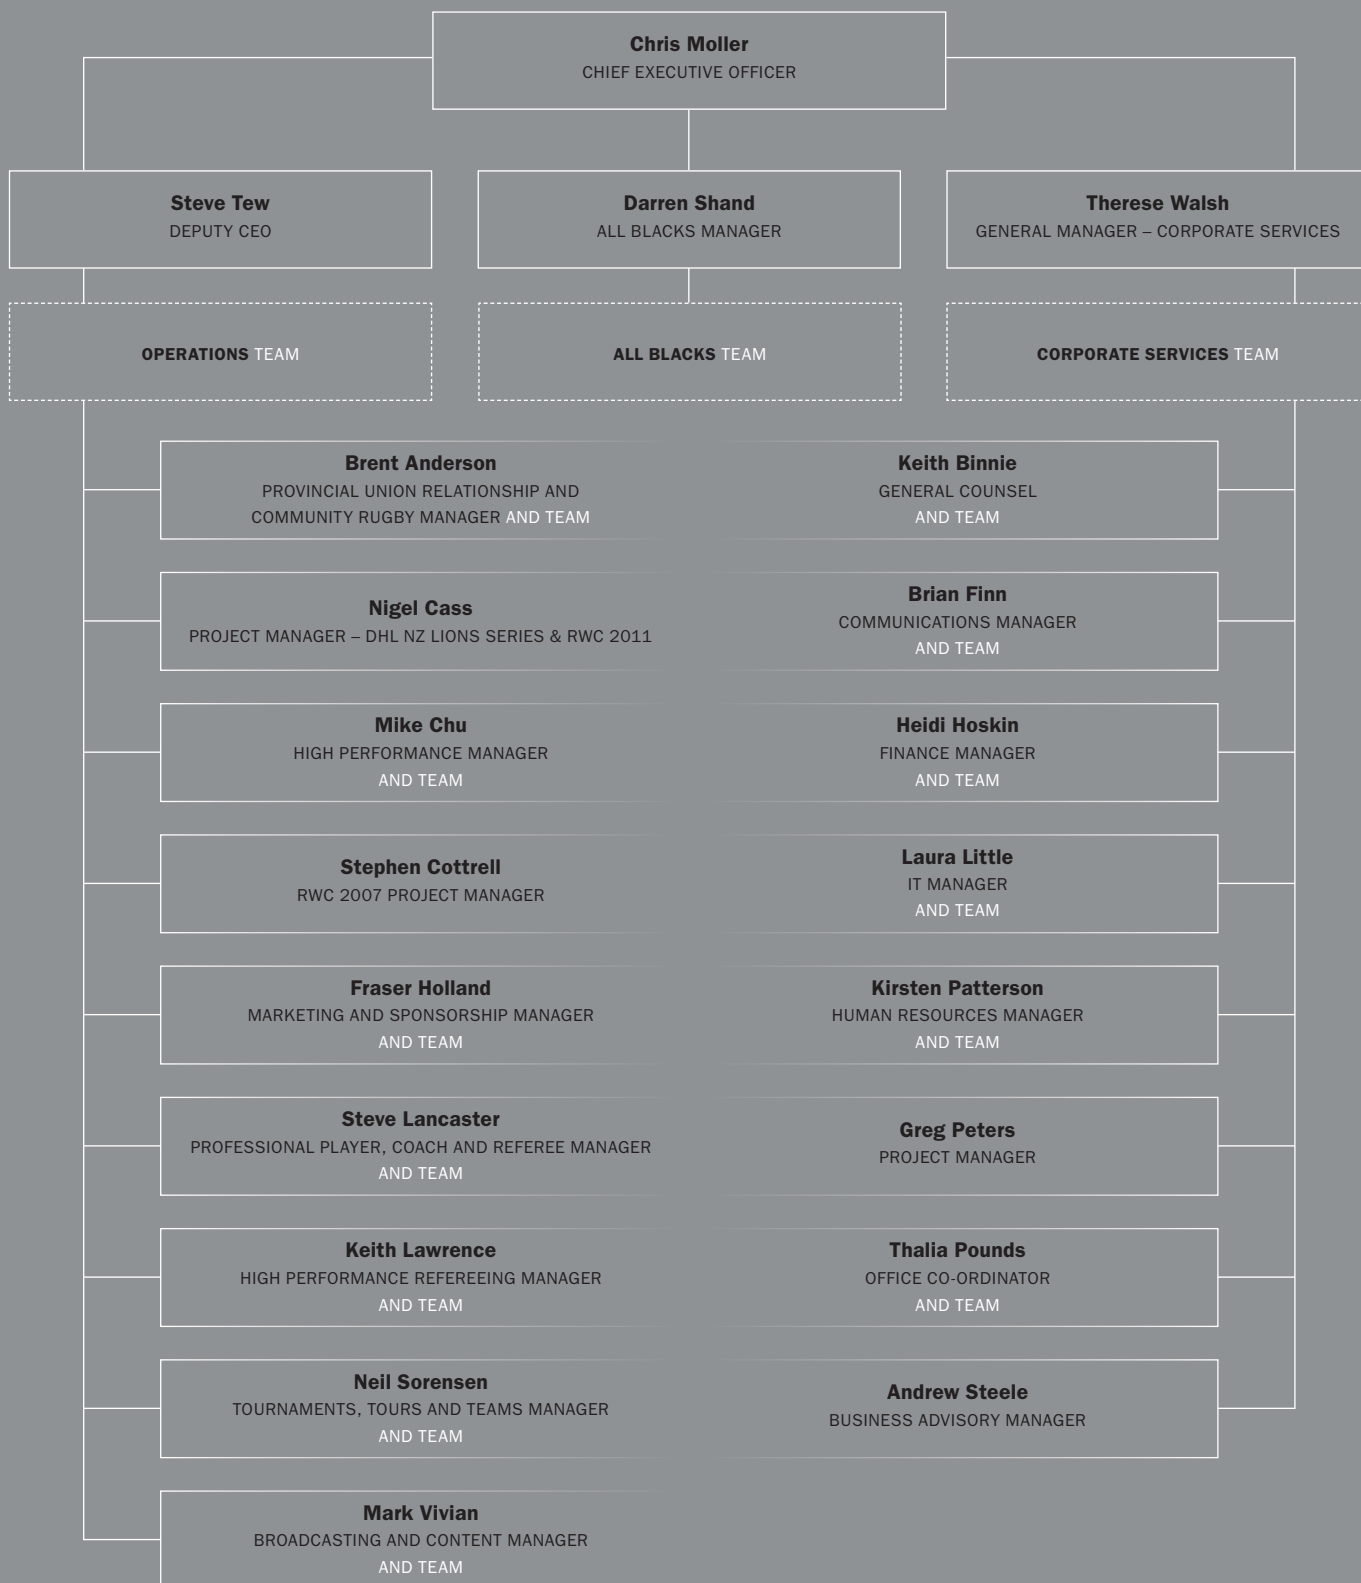 Chris Moller
CHIEF EXECUTIVE OFFICER
Steve Tew
DEPUTY CEO
Darren Shand
ALL BLACKS MANAGER
Therese Walsh
GENERAL MANAGER – CORPORATE SERVICES
OPERATIONS TEAM
ALL BLACKS TEAM
CORPORATE SERVICES TEAM
Brent Anderson
PROVINCIAL UNION RELATIONSHIP AND
COMMUNITY RUGBY MANAGER AND TEAM
Keith Binnie
GENERAL COUNSEL
AND TEAM
Nigel Cass
PROJECT MANAGER – DHL NZ LIONS SERIES & RWC 2011
Brian Finn
COMMUNICATIONS MANAGER
AND TEAM
Mike Chu
HIGH PERFORMANCE MANAGER
AND TEAM
Heidi Hoskin
FINANCE MANAGER
AND TEAM
Stephen Cottrell
RWC 2007 PROJECT MANAGER
Laura Little
IT MANAGER
AND TEAM
Fraser Holland
MARKETING AND SPONSORSHIP MANAGER
AND TEAM
Kirsten Patterson
HUMAN RESOURCES MANAGER
AND TEAM
Steve Lancaster
PROFESSIONAL PLAYER, COACH AND REFEREE MANAGER
AND TEAM
Greg Peters
PROJECT MANAGER
Keith Lawrence
HIGH PERFORMANCE REFEREEING MANAGER
AND TEAM
Thalia Pounds
OFFICE CO-ORDINATOR
AND TEAM
Neil Sorensen
TOURNAMENTS, TOURS AND TEAMS MANAGER
AND TEAM
Andrew Steele
BUSINESS ADVISORY MANAGER
Mark Vivian
BROADCASTING AND CONTENT MANAGER
AND TEAM